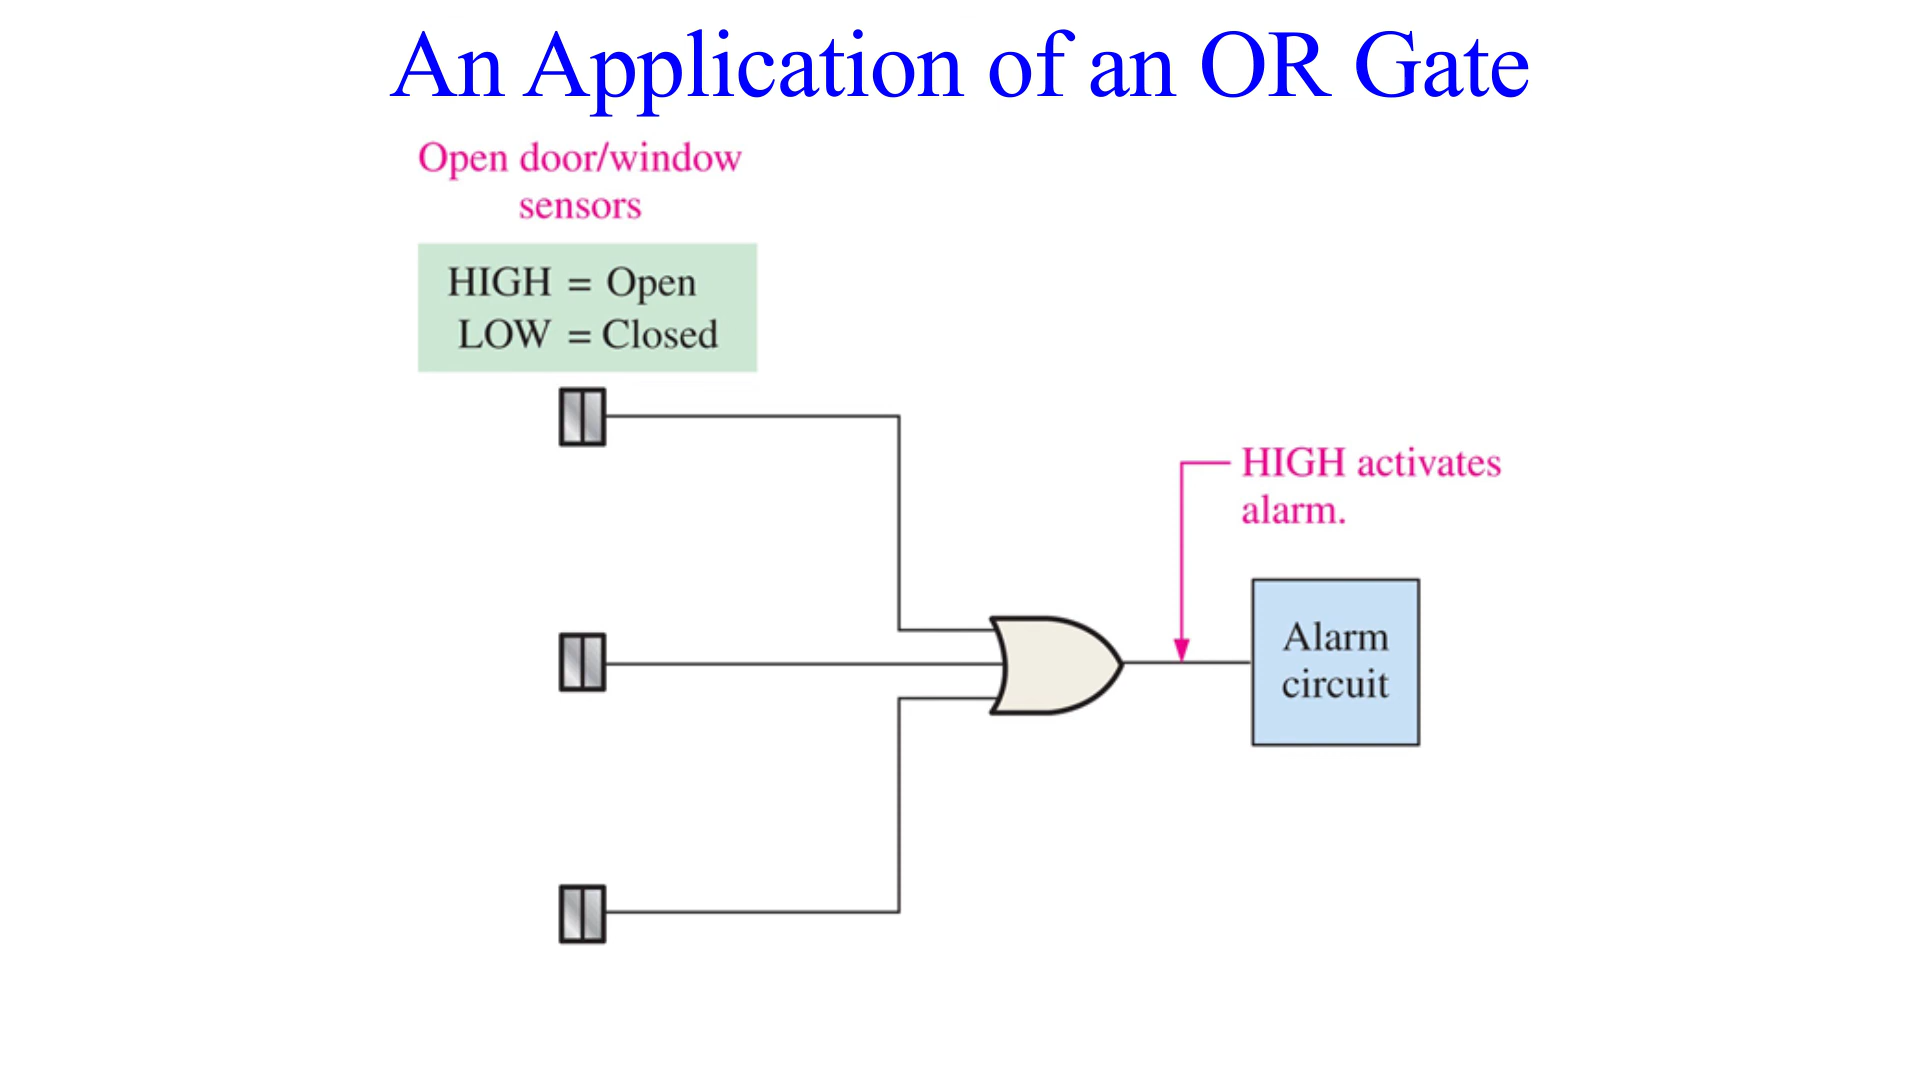 An Application of an OR Gate
Open door/window
sensors
HIGH = Open
LOW = Closed
HIGH activates
alarm.
Alarm
circuit